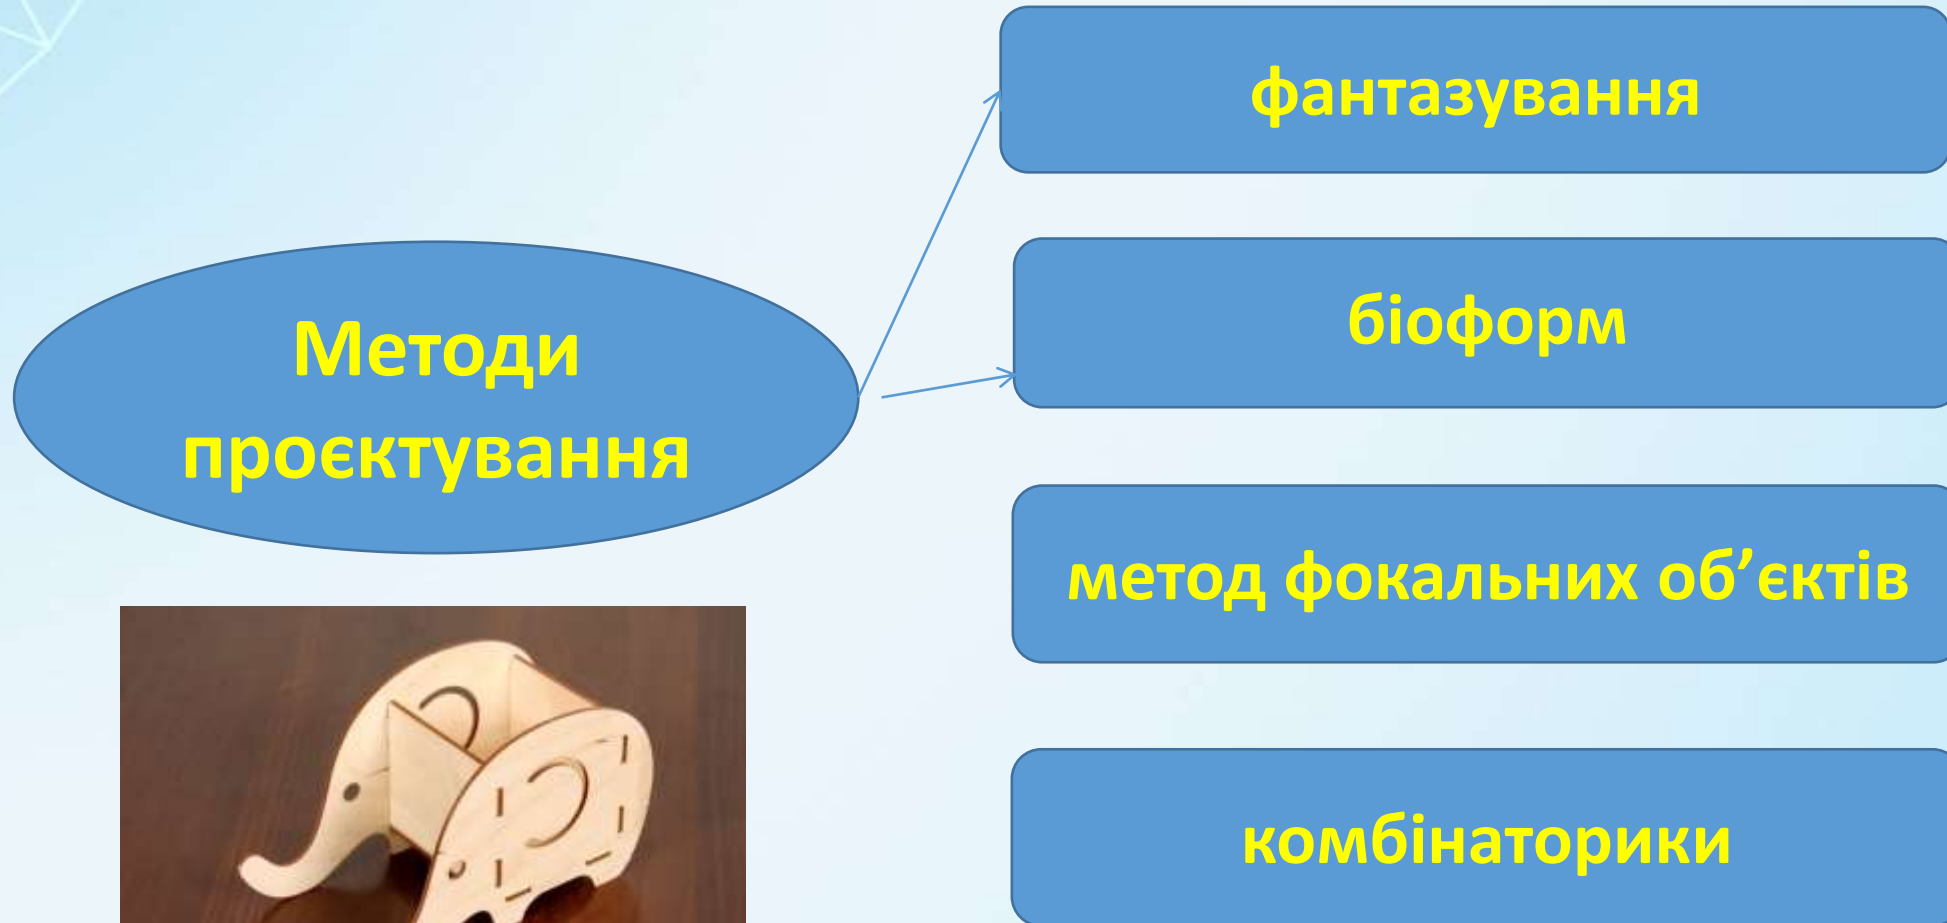 фантазування
біоформ
Методи
проєктування
метод фокальних об’єктів
комбінаторики